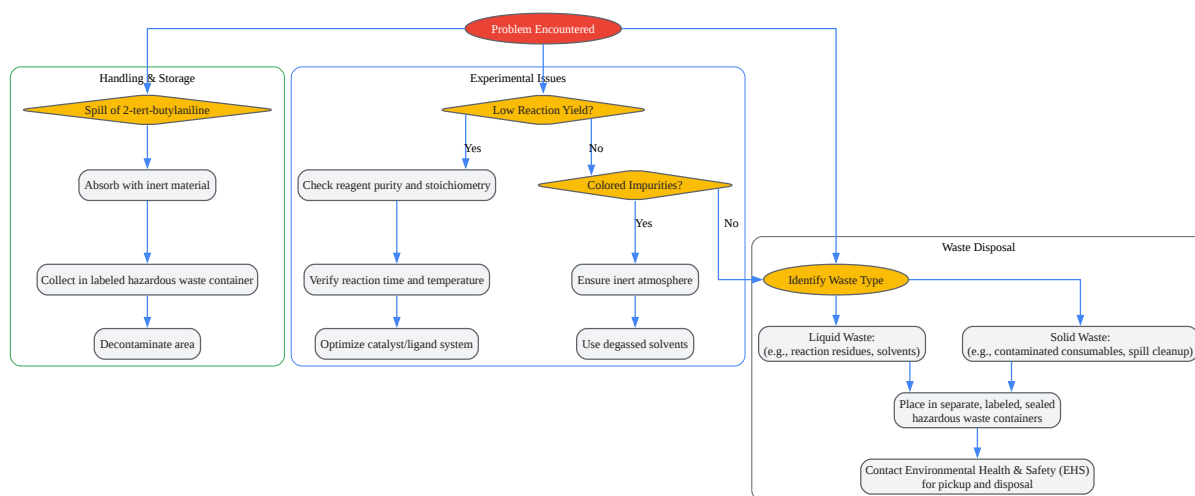 Problem Encountered
Handling & Storage
Experimental Issues
Spill of 2-tert-butylaniline
Low Reaction Yield?
Yes
No
Absorb with inert material
Check reagent purity and stoichiometry
Colored Impurities?
Yes
No
Waste Disposal
Collect in labeled hazardous waste container
Verify reaction time and temperature
Ensure inert atmosphere
Identify Waste Type
Decontaminate area
Optimize catalyst/ligand system
Use degassed solvents
Liquid Waste:
(e.g., reaction residues, solvents)
Solid Waste:
(e.g., contaminated consumables, spill cleanup)
Place in separate, labeled, sealed
hazardous waste containers
Contact Environmental Health & Safety (EHS)
for pickup and disposal